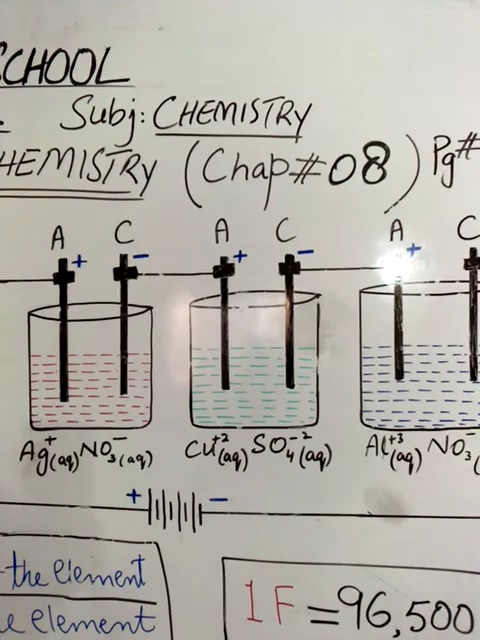 SCHOOL
Subj: CHEMISTRY
HEMISTRY (Chap#08) Pg#
A C A C A C
+ - + - +
Ag⁺(aq) NO₃⁻(aq) Cu⁺²(aq) SO₄⁻²(aq) Al⁺³(aq) NO₃⁻
+ -
the element
element
1F = 96,500